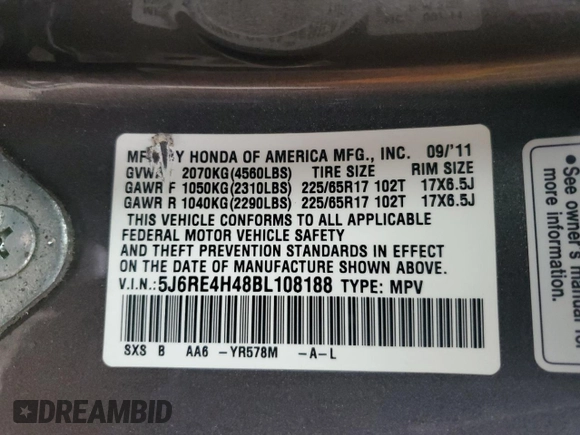 MF Y HONDA OF AMERICA MFG., INC. 09/'11
GVW 2070KG(4560LBS) TIRE SIZE RIM SIZE
GAWR F 1050KG(2310LBS) 225/65R17 102T 17X6.5J
GAWR R 1040KG(2290LBS) 225/65R17 102T 17X6.5J
THIS VEHICLE CONFORMS TO ALL APPLICABLE
FEDERAL MOTOR VEHICLE SAFETY
AND THEFT PREVENTION STANDARDS IN EFFECT
ON THE DATE OF MANUFACTURE SHOWN ABOVE.
V.I.N.:5J6RE4H48BL108188 TYPE: MPV
SXS B AA6 -YR578M -A-L
See owner's
more information.
DREAMBID